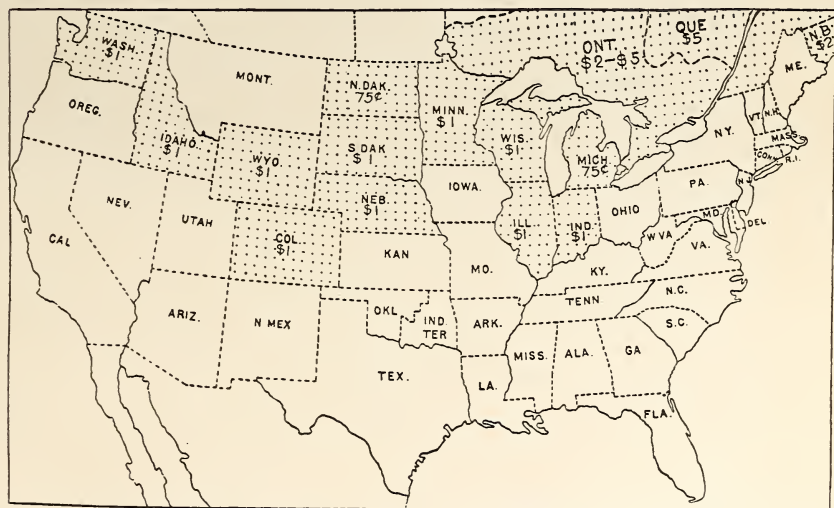 WASH.
$1
MONT.
N.DAK.
75¢
MINN.
$1
ONT.
$2–$5
QUE
$5
N.B.
$2
ME.
OREG.
IDAHO
$1
WYO.
$1
S.DAK
$1
WIS.
$1
MICH.
75¢
N.Y.
VT.
N.H.
MASS.
CONN.
R.I.
NEV.
UTAH
COL.
$1
NEB.
$1
IOWA.
ILL
$1.
IND.
$1
OHIO
PA.
N.J.
MD.
DEL
CAL
KAN
MO.
KY.
W.VA
VA.
ARIZ.
N MEX
OKL.
IND.
TER
ARK.
TENN.
N.C.
S.C.
TEX.
LA.
MISS.
ALA.
GA
FLA.